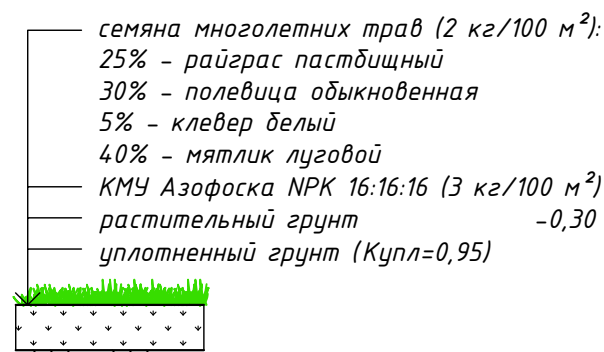 семяна многолетних трав (2 кг/100 м²):
25% - райграс пастбищный
30% - полевица обыкновенная
5% - клевер белый
40% - мятлик луговой
КМУ Азофоска NPK 16:16:16 (3 кг/100 м²)
растительный грунт -0,30
уплотненный грунт (Купл=0,95)